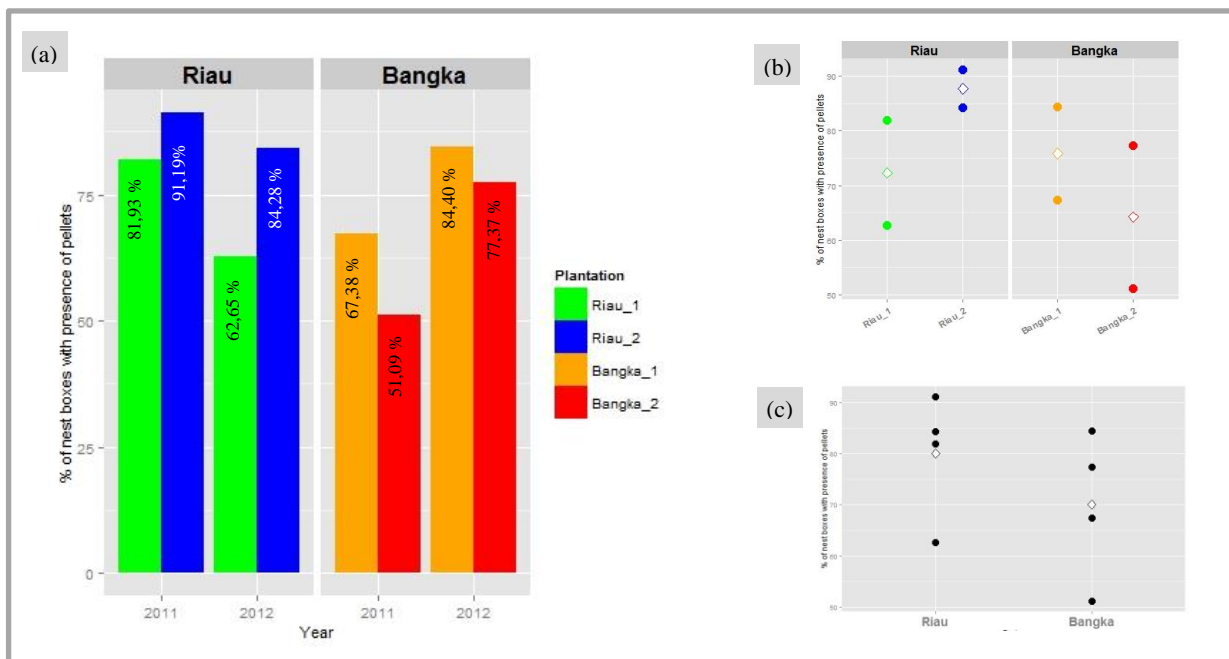 (a)
Riau
Bangka
% of nest boxes with presence of pellets
75
50
25
0
81,93 %
91,19%
62,65 %
84,28 %
67,38 %
51,09 %
84,40 %
77,37 %
2011
2012
2011
2012
Year
Plantation
Riau_1
Riau_2
Bangka_1
Bangka_2
(b)
Riau
Bangka
% of nest boxes with presence of pellets
90
80
70
60
50
Riau_1
Riau_2
Bangka_1
Bangka_2
(c)
% of nest boxes with presence of pellets
90
80
70
60
50
Riau
Bangka